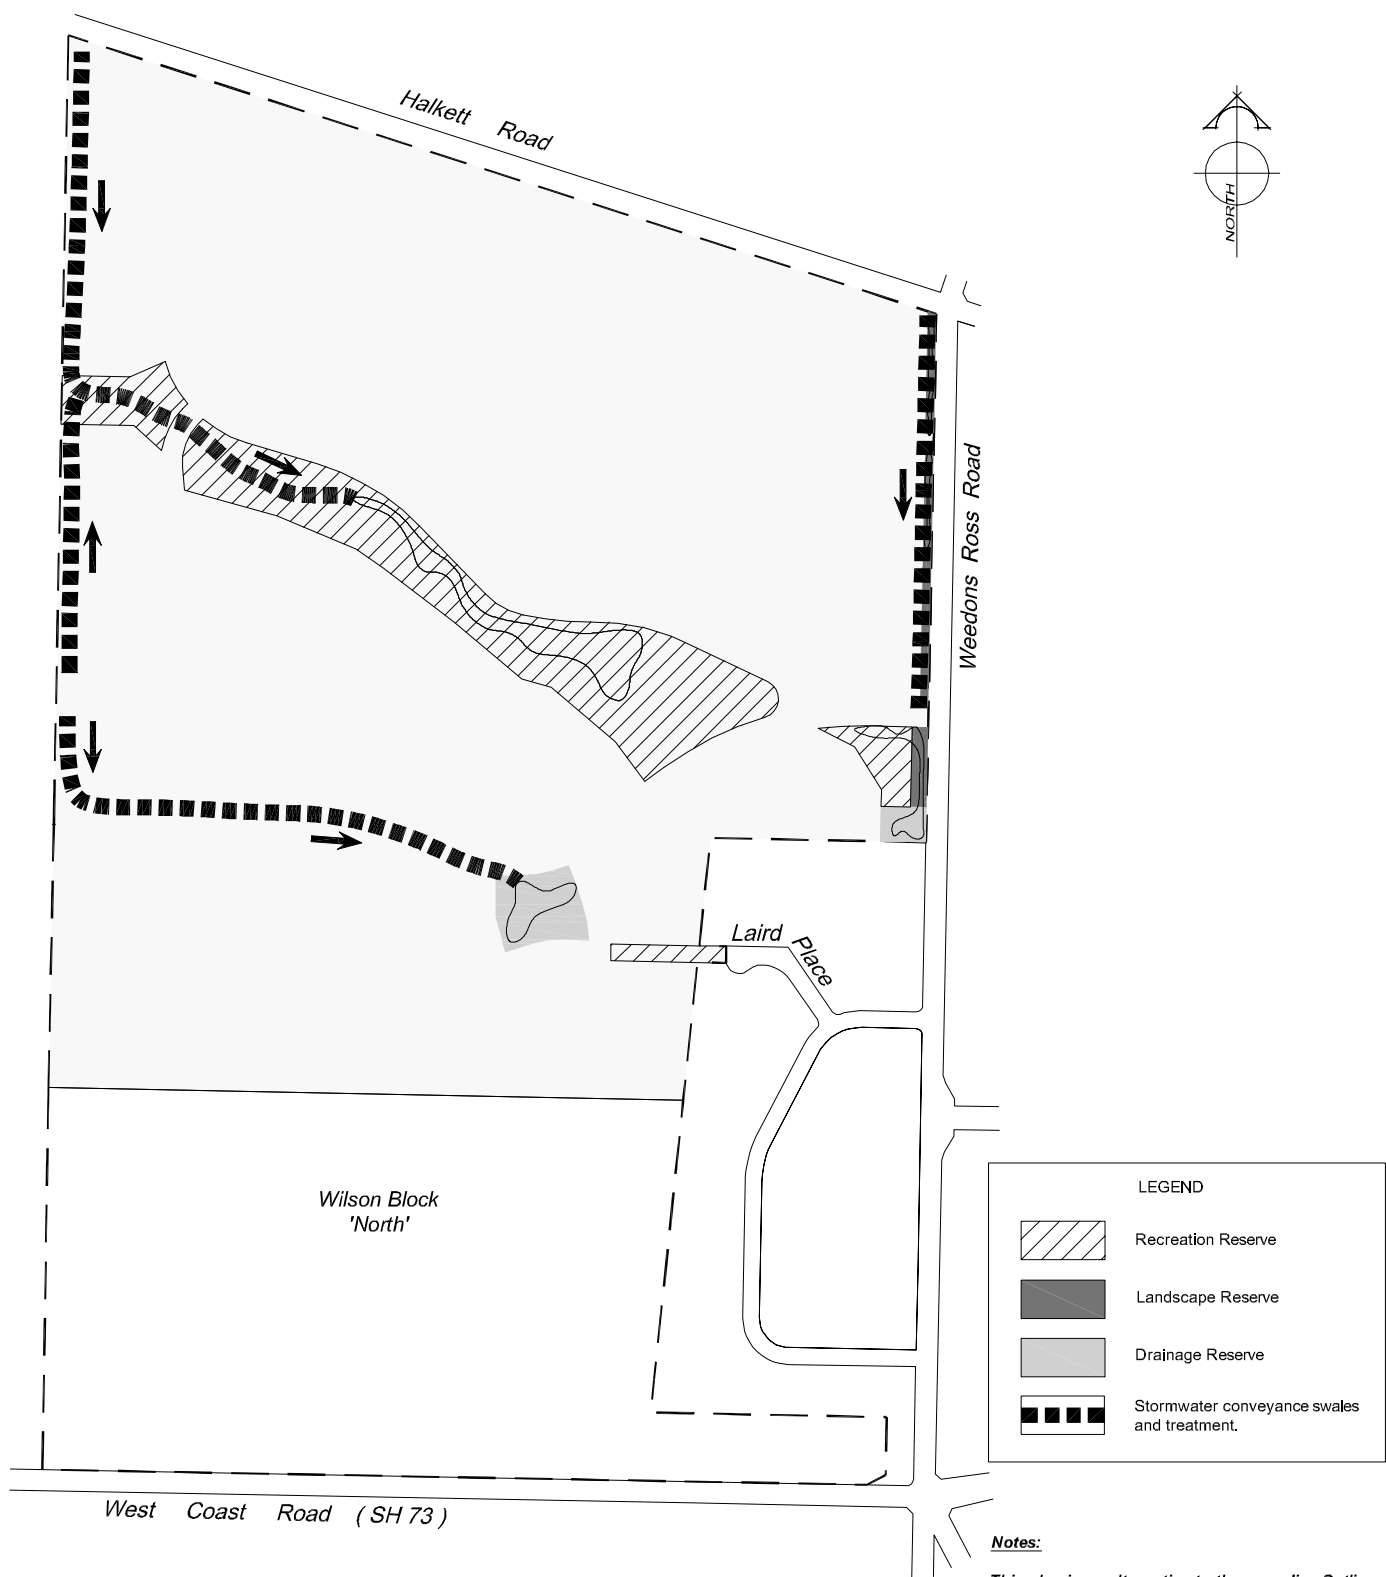 Halkett Road
NORTH
Weedons Ross Road
Laird Place
Wilson Block
'North'
LEGEND
Recreation Reserve
Landscape Reserve
Drainage Reserve
Stormwater conveyance swales
and treatment.
West Coast Road ( SH 73 )
Notes: